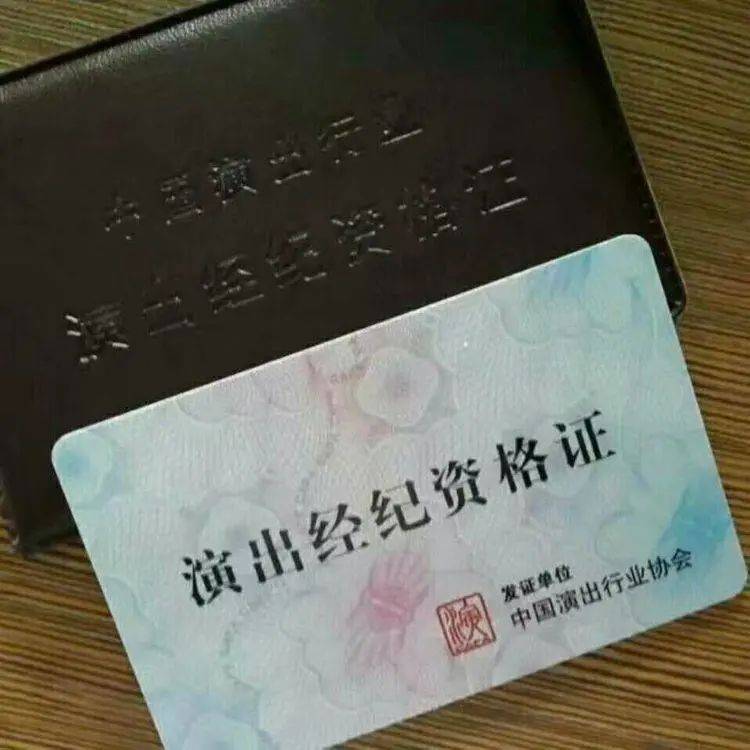 中国演出行业
演出经纪资格证
演出经纪资格证
演
发证单位
中国演出行业协会